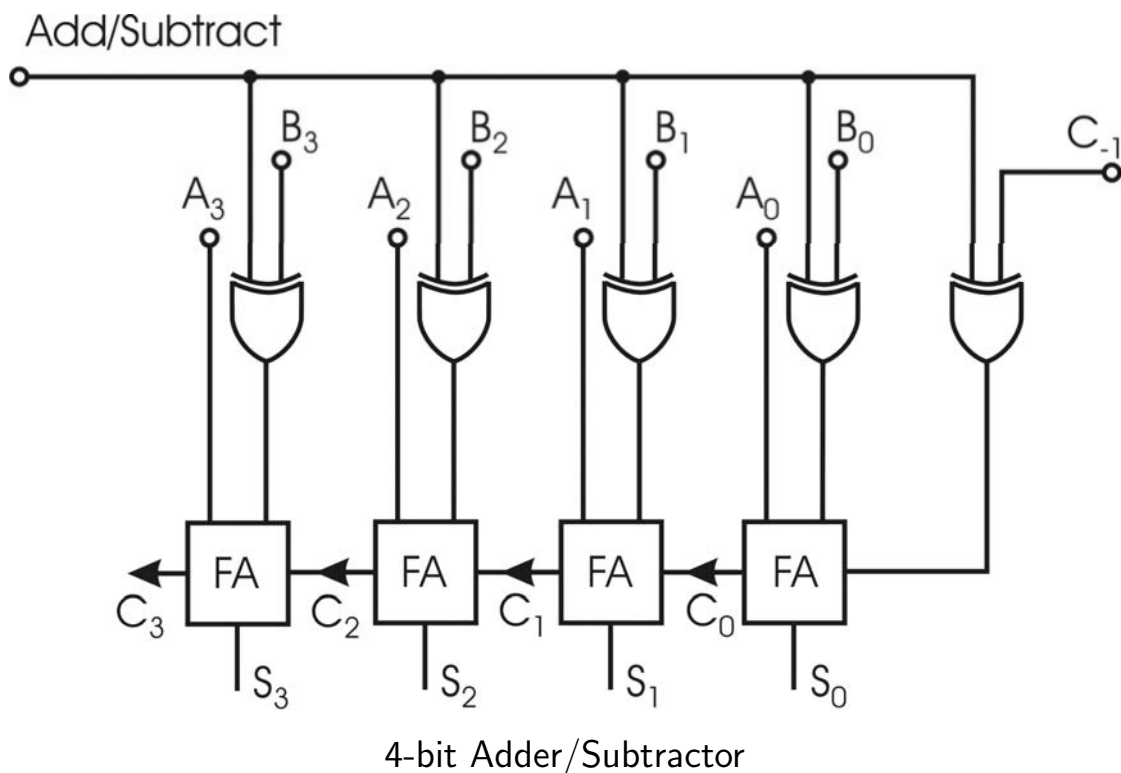 Add/Subtract
B₃ B₂ B₁ B₀ C₋₁
A₃ A₂ A₁ A₀
FA FA FA FA
C₃ C₂ C₁ C₀
S₃ S₂ S₁ S₀
4-bit Adder/Subtractor